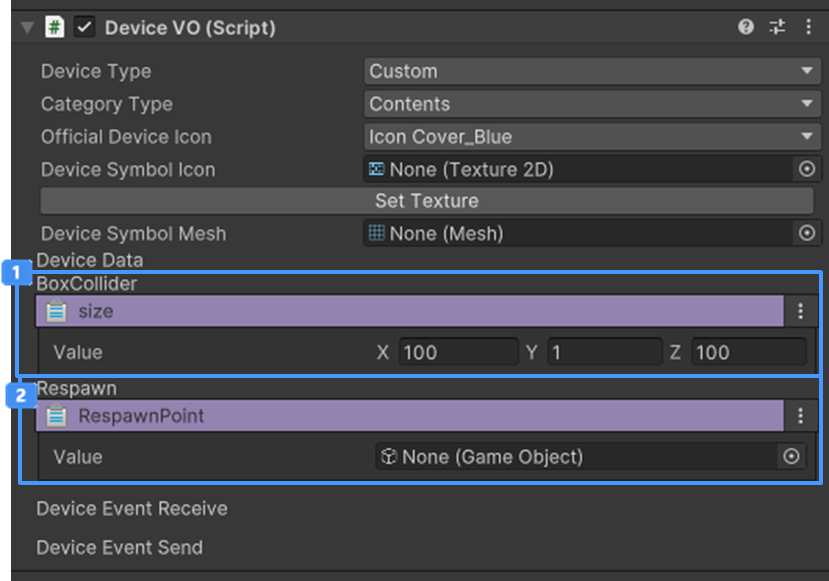 Device VO (Script)
Device Type Custom
Category Type Contents
Official Device Icon Icon Cover_Blue
Device Symbol Icon None (Texture 2D)
Set Texture
Device Symbol Mesh None (Mesh)
Device Data
1
BoxCollider
size
Value X 100 Y 1 Z 100
2
Respawn
RespawnPoint
Value None (Game Object)
Device Event Receive
Device Event Send